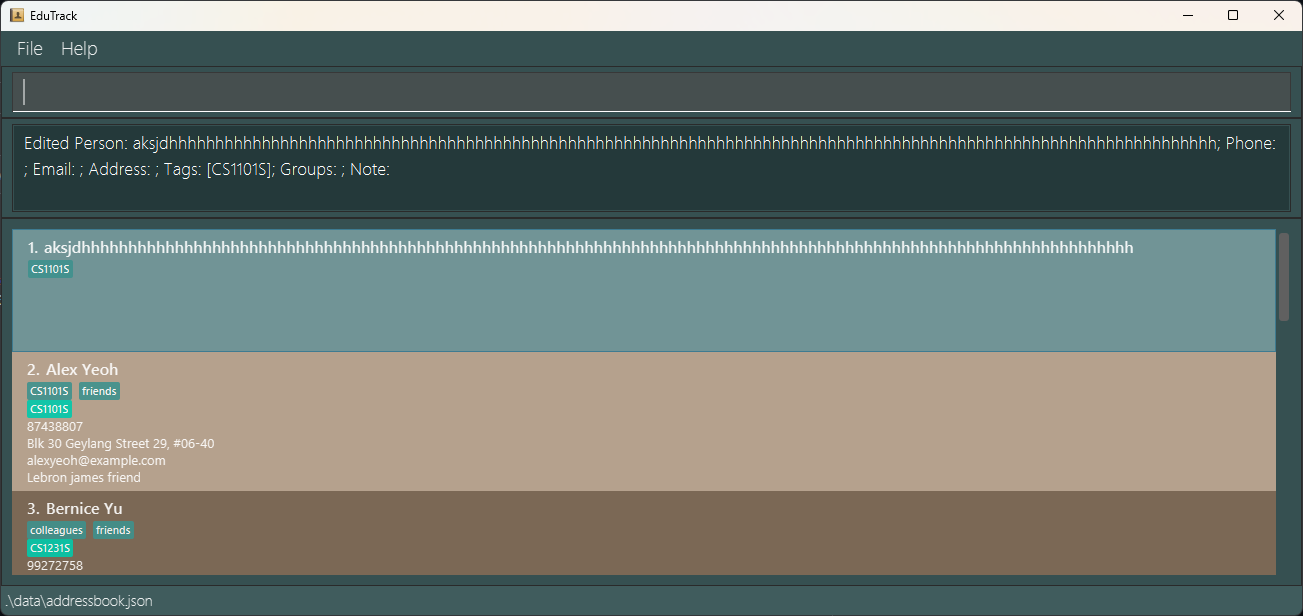 EduTrack
File Help
Edited Person: aksjdhhhhhhhhhhhhhhhhhhhhhhhhhhhhhhhhhhhhhhhhhhhhhhhhhhhhhhhhhhhhhhhhhhhhhhhhhhhhhhhhhhhhhhhhhhhhhhhhhhhhhhhhhhhhhhhhhhhhh; Phone:
; Email: ; Address: ; Tags: [CS1101S]; Groups: ; Note:
1. aksjdhhhhhhhhhhhhhhhhhhhhhhhhhhhhhhhhhhhhhhhhhhhhhhhhhhhhhhhhhhhhhhhhhhhhhhhhhhhhhhhhhhhhhhhhhhhhhhhhhhhhhhhhhhhhhhhhhhhhh
CS1101S
2. Alex Yeoh
CS1101S friends
CS1101S
87438807
Blk 30 Geylang Street 29, #06-40
alexyeoh@example.com
Lebron james friend
3. Bernice Yu
colleagues friends
CS1231S
99272758
.\data\addressbook.json